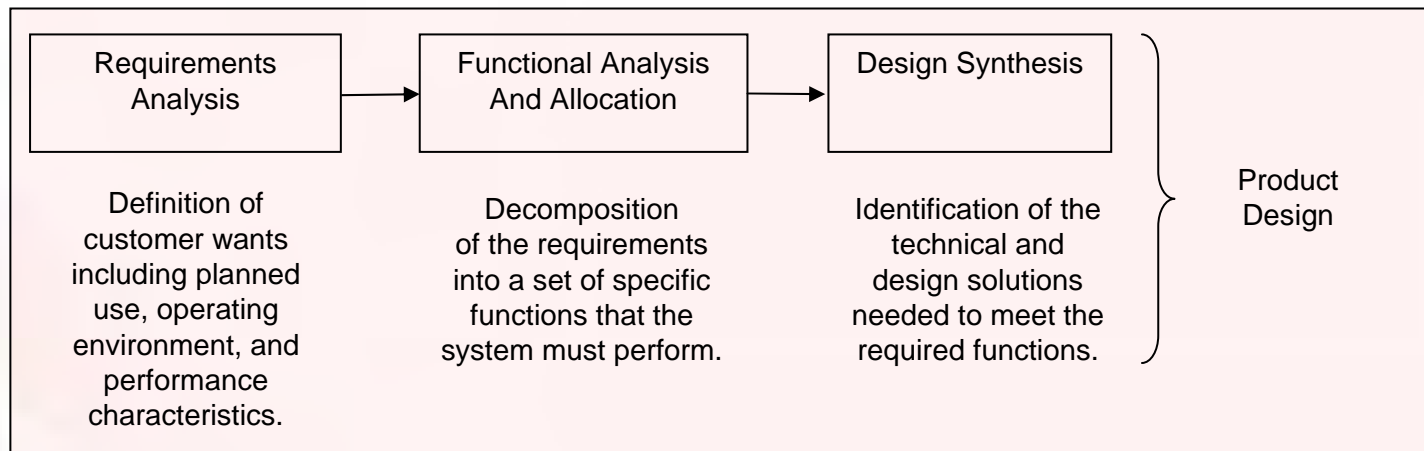 Requirements
Analysis
Functional Analysis
And Allocation
Design Synthesis
Definition of
customer wants
including planned
use, operating
environment, and
performance
characteristics.
Decomposition
of the requirements
into a set of specific
functions that the
system must perform.
Identification of the
technical and
design solutions
needed to meet the
required functions.
Product
Design